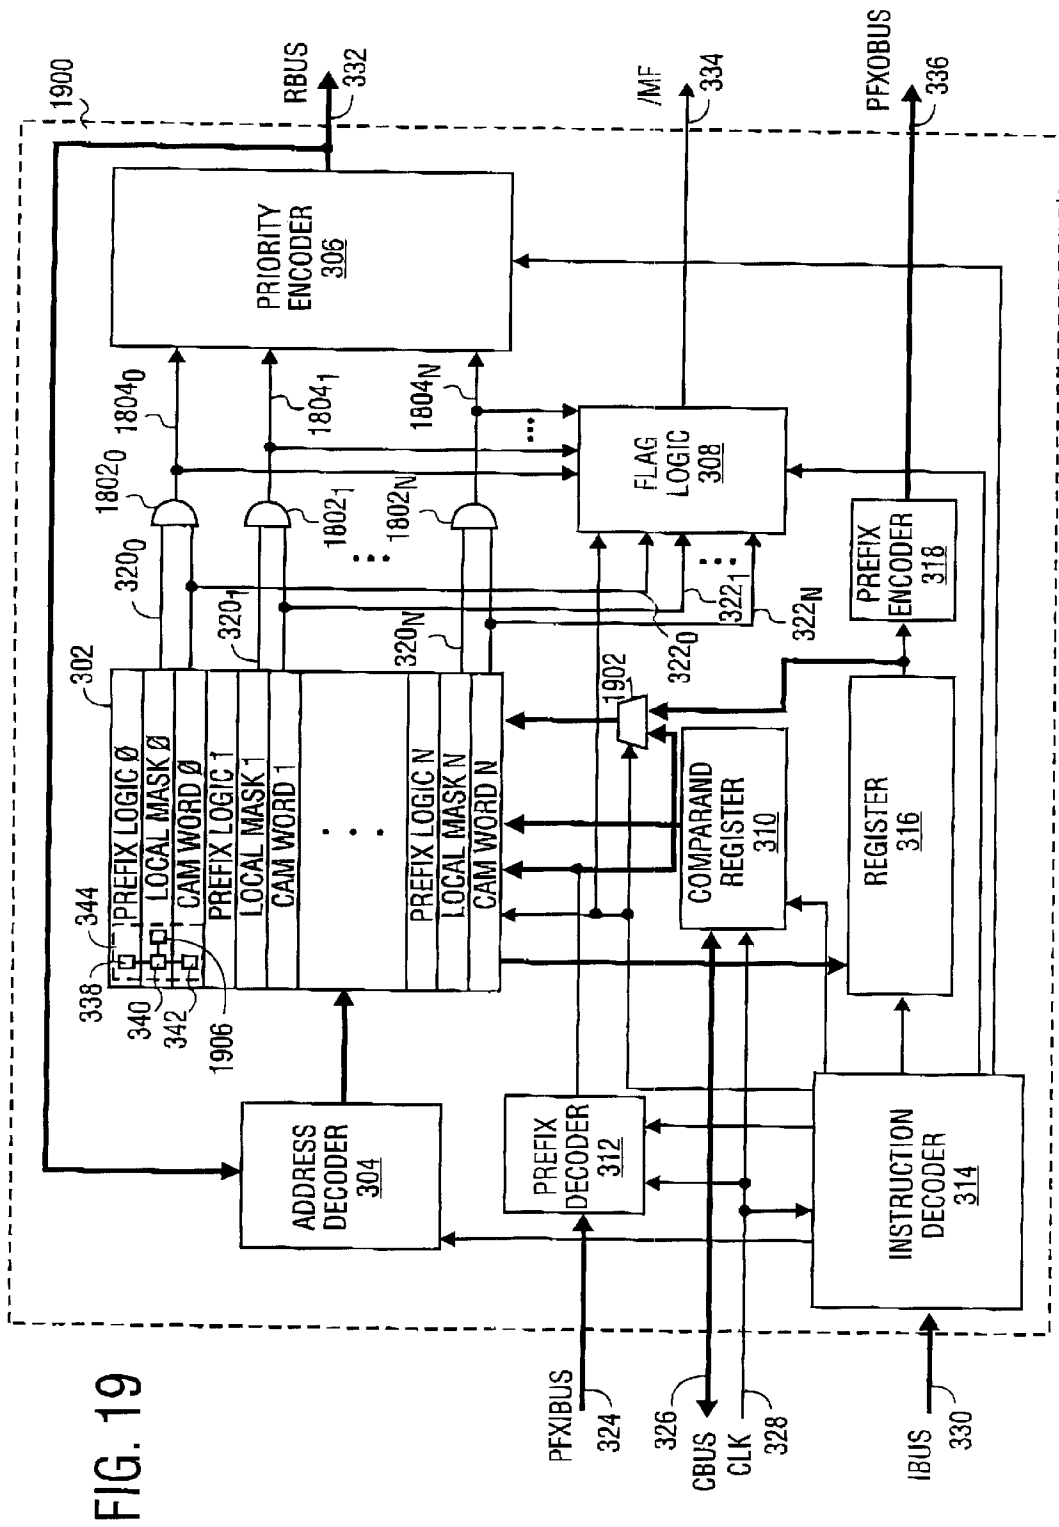 FIG. 19
1900
RBUS
332
/MF
334
PFXOBUS
336
PRIORITY
ENCODER
306
1804₀
1804₁
1804N
1802₀
1802₁
1802N
...
...
FLAG
LOGIC
308
...
PREFIX
ENCODER
318
320₀
320₁
320N
322₁
322₀
322N
302
344
338
340
342
1906
PREFIX LOGIC Ø
LOCAL MASK Ø
CAM WORD Ø
PREFIX LOGIC 1
LOCAL MASK 1
CAM WORD 1
...
PREFIX LOGIC N
LOCAL MASK N
CAM WORD N
1902
COMPARAND
REGISTER
310
REGISTER
316
ADDRESS
DECODER
304
PREFIX
DECODER
312
INSTRUCTION
DECODER
314
PFXIBUS
324
326
CBUS
CLK
328
IBUS
330